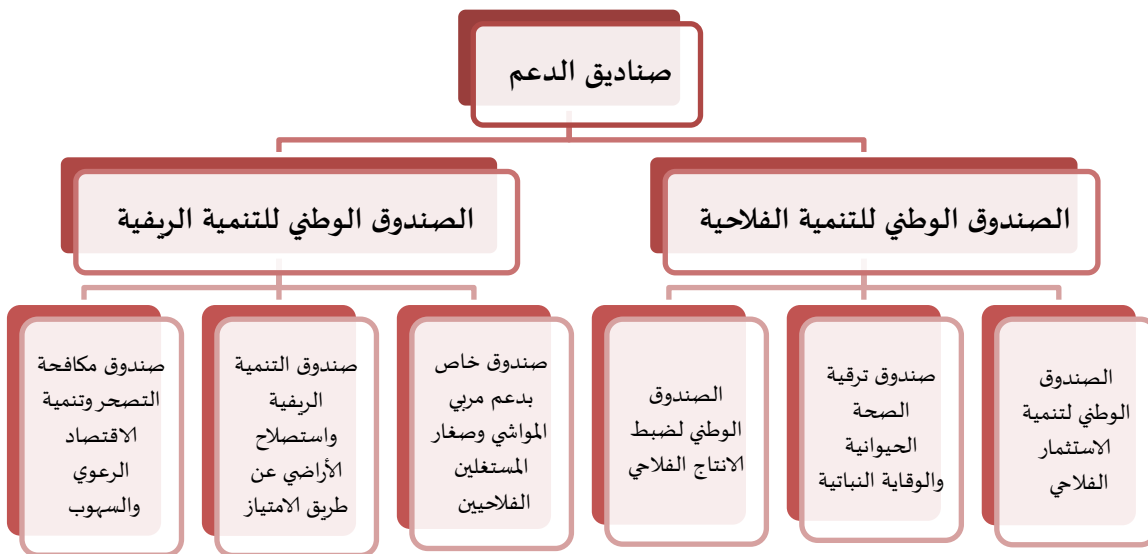 صناديق الدعم
الصندوق الوطني للتنمية الفلاحية
الصندوق الوطني للتنمية الريفية
الصندوق
الوطني لتنمية
الاستثمار
الفلاحي
صندوق ترقية
الصحة
الحيوانية
والوقاية النباتية
الصندوق
الوطني لضبط
الانتاج الفلاحي
صندوق خاص
بدعم مربي
المواشي وصغار
المستغلين
الفلاحيين
صندوق التنمية
الريفية
واستصلاح
الأراضي عن
طريق الامتياز
صندوق مكافحة
التصحر وتنمية
الاقتصاد
الرعوي
والسهوب